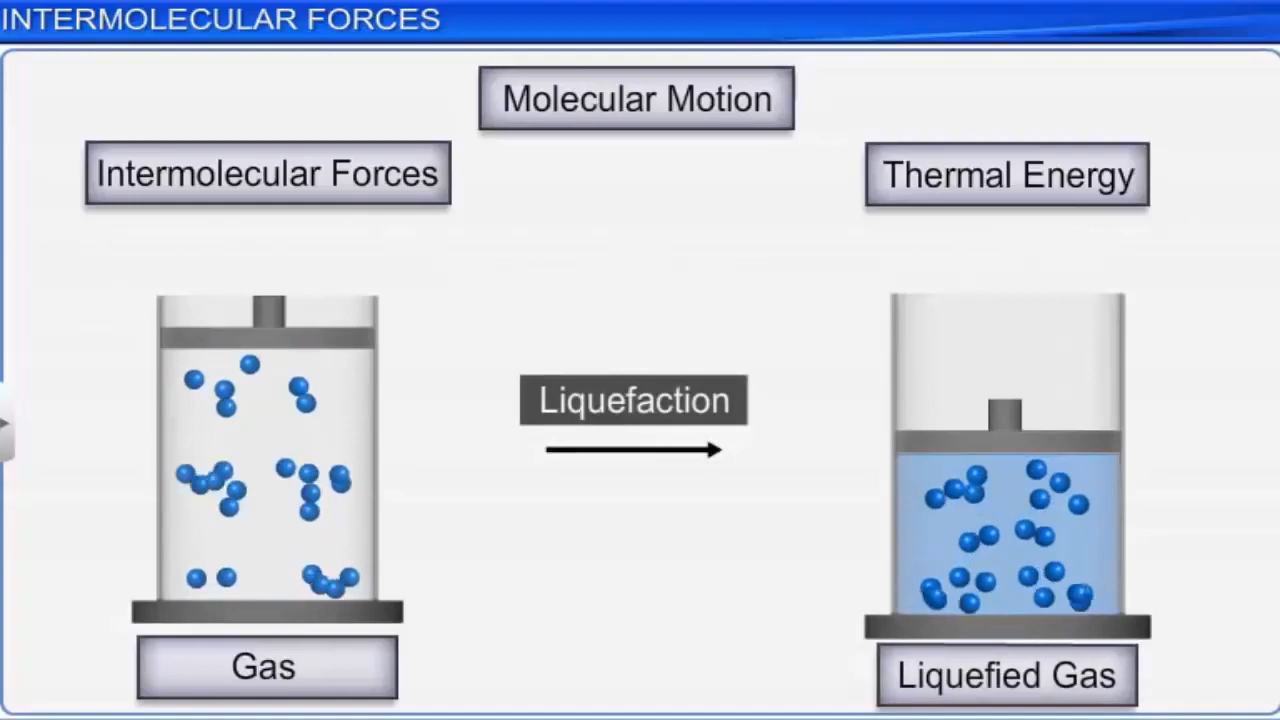 INTERMOLECULAR FORCES
Molecular Motion
Intermolecular Forces
Thermal Energy
Liquefaction
Gas
Liquefied Gas